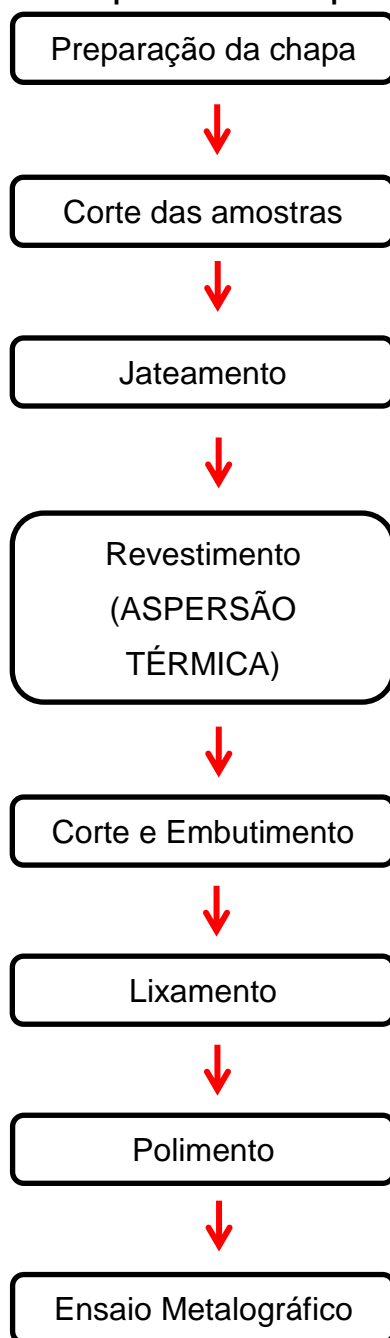 Preparação da chapa
Corte das amostras
Jateamento
Revestimento
(ASPERSÃO
TÉRMICA)
Corte e Embutimento
Lixamento
Polimento
Ensaio Metalográfico